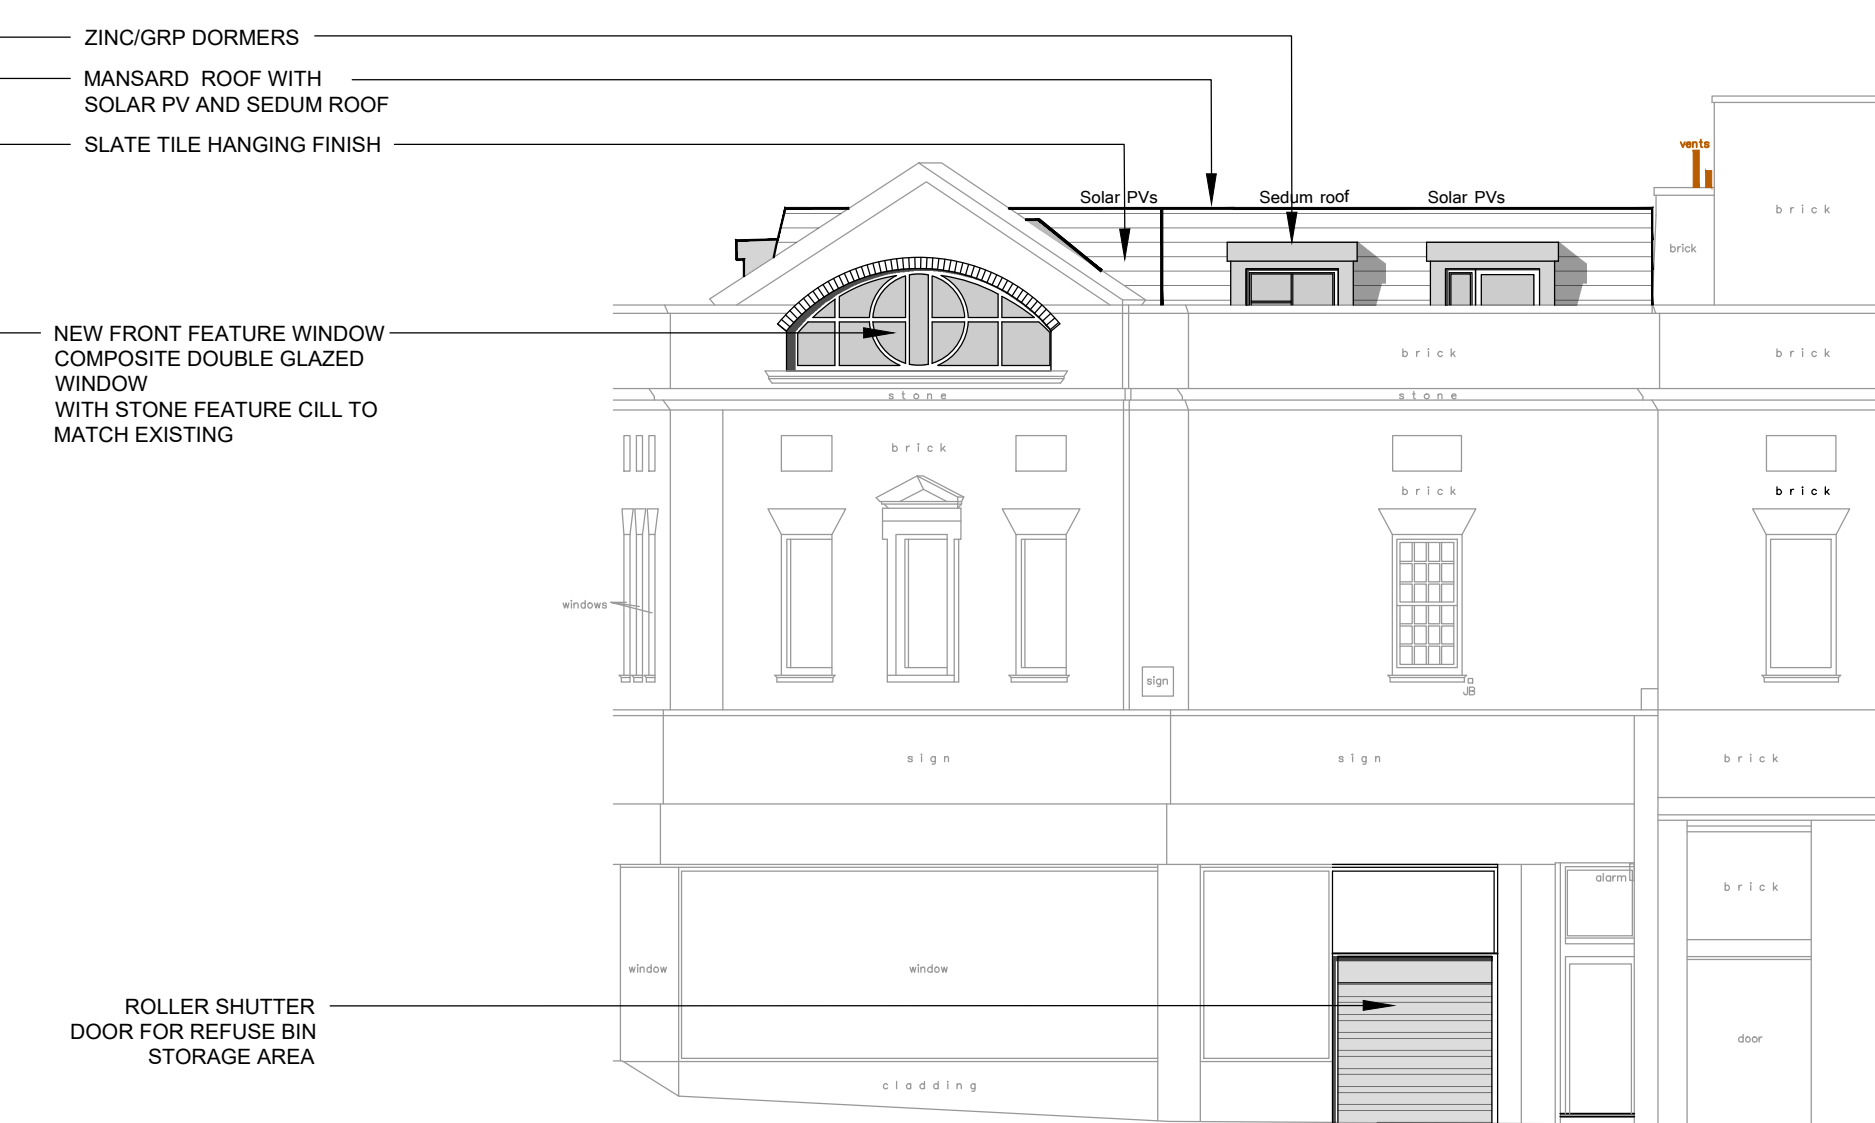 ZINC/GRP DORMERS
MANSARD ROOF WITH
SOLAR PV AND SEDUM ROOF
SLATE TILE HANGING FINISH
vents
Solar PVs
Sedum roof
Solar PVs
brick
brick
NEW FRONT FEATURE WINDOW
COMPOSITE DOUBLE GLAZED
WINDOW
WITH STONE FEATURE CILL TO
MATCH EXISTING
brick
brick
stone
stone
brick
brick
brick
windows
sign
JB
sign
sign
brick
alarm
brick
window
window
ROLLER SHUTTER
DOOR FOR REFUSE BIN
STORAGE AREA
door
cladding